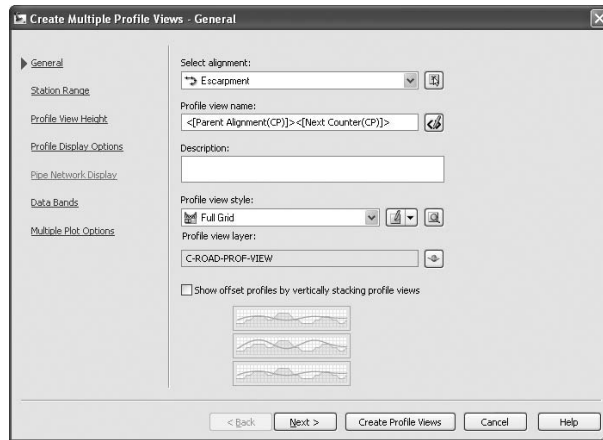 Create Multiple Profile Views - General
General
Station Range
Profile View Height
Profile Display Options
Pipe Network Display
Data Bands
Multiple Plot Options
Select alignment:
Escarpment
Profile view name:
<[Parent Alignment(CP)]><[Next Counter(CP)]>
Description:
Profile view style:
Full Grid
Profile view layer:
C-ROAD-PROF-VIEW
Show offset profiles by vertically stacking profile views
< Back
Next >
Create Profile Views
Cancel
Help